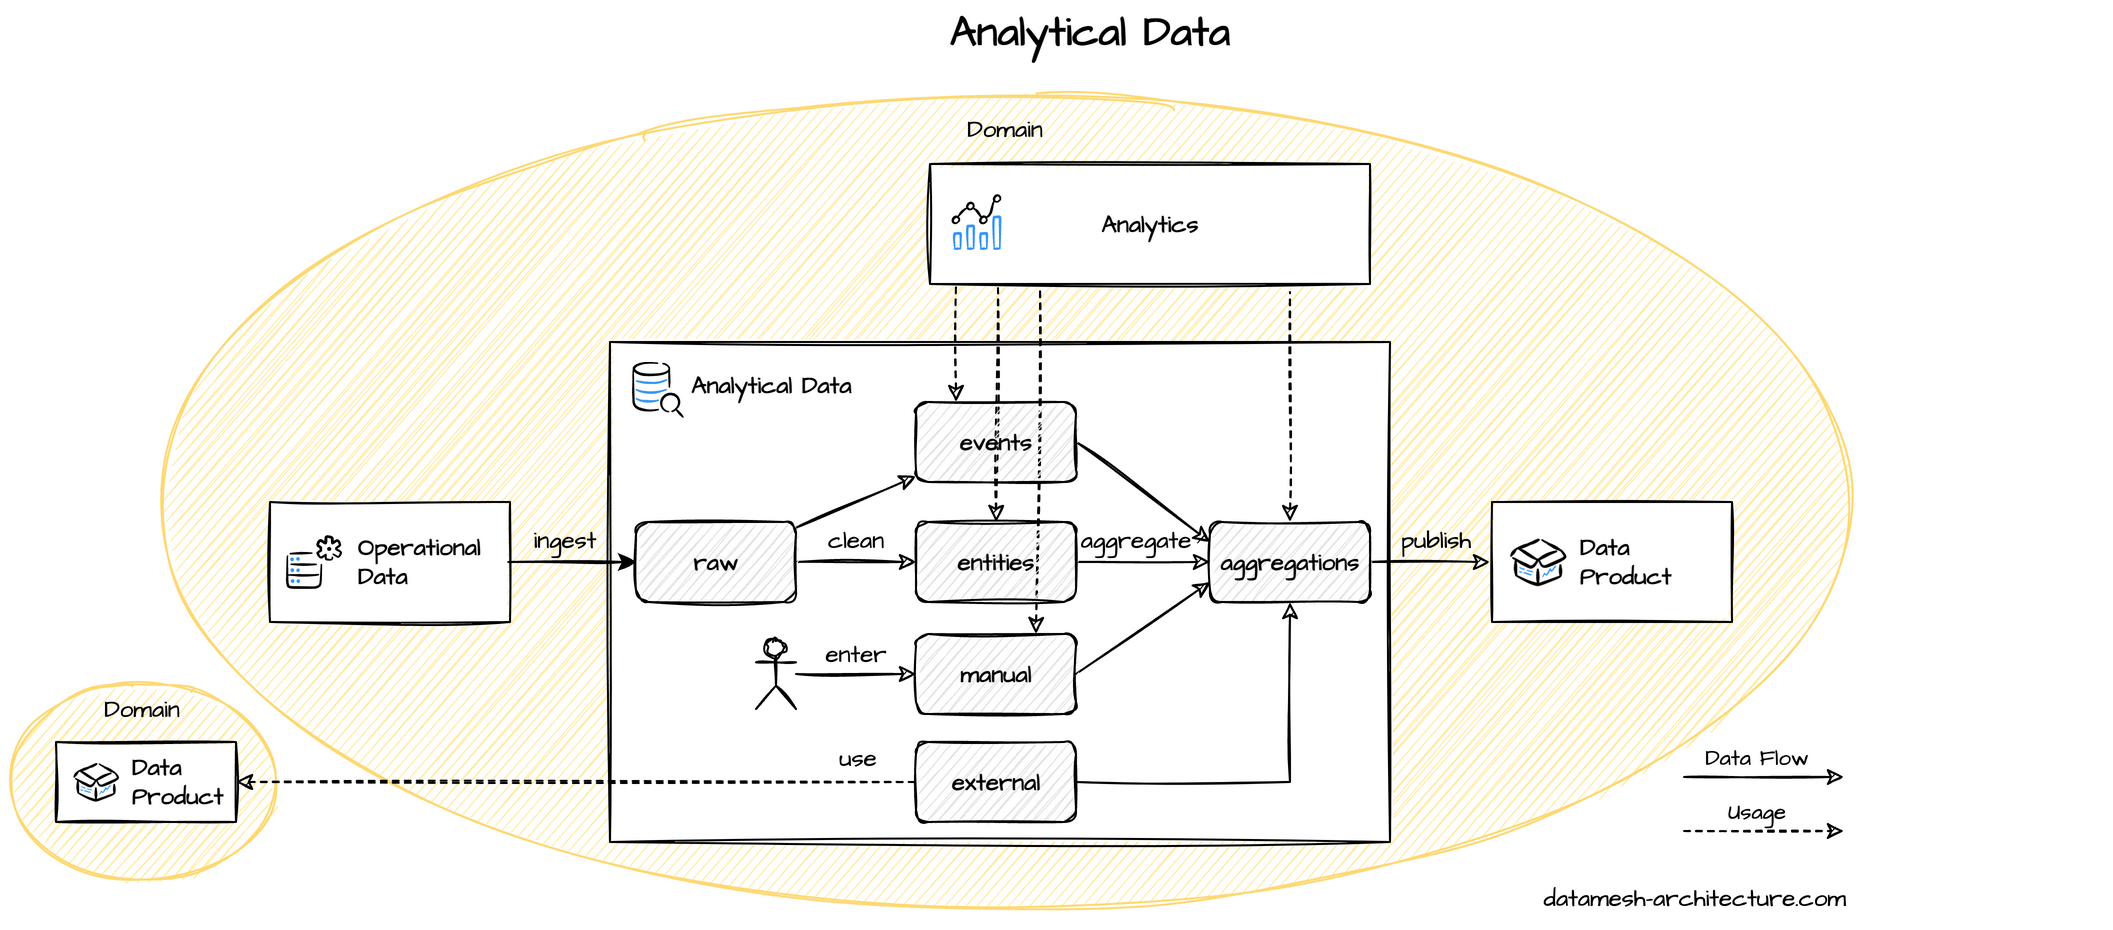 Analytical Data
Domain
Analytics
Analytical Data
events
Operational
Data
ingest
raw
clean
entities
aggregate
aggregations
publish
Data
Product
enter
manual
Domain
Data
Product
use
external
Data Flow
Usage
datamesh-architecture.com